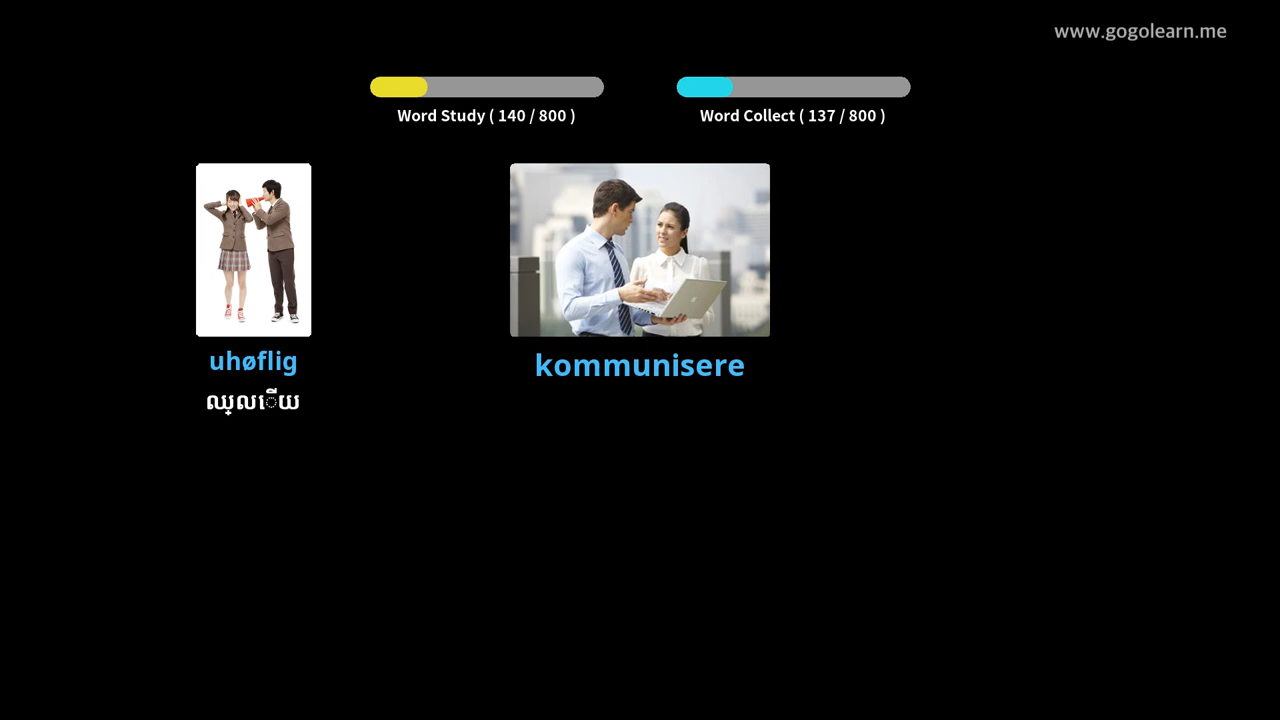 www.gogolearn.me
Word Study ( 140 / 800 )
Word Collect ( 137 / 800 )
uhøflig
ឈ្លើយ
kommunisere